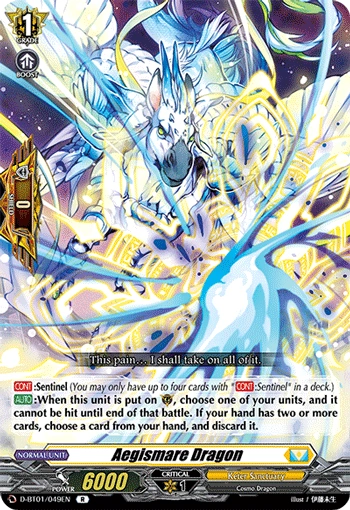 1
GRADE
BOOST
SHIELD
0
This pain... I shall take on all of it.
CONT:Sentinel (You may only have up to four cards with "CONT:Sentinel" in a deck.)
AUTO:When this unit is put on , choose one of your units, and it
cannot be hit until end of that battle. If your hand has two or more
cards, choose a card from your hand, and discard it.
NORMAL UNIT
Aegismare Dragon
POWER 6000
CRITICAL
1
Keter Sanctuary
Cosmo Dragon
D-BT01/049EN R
Illust / 伊藤未生